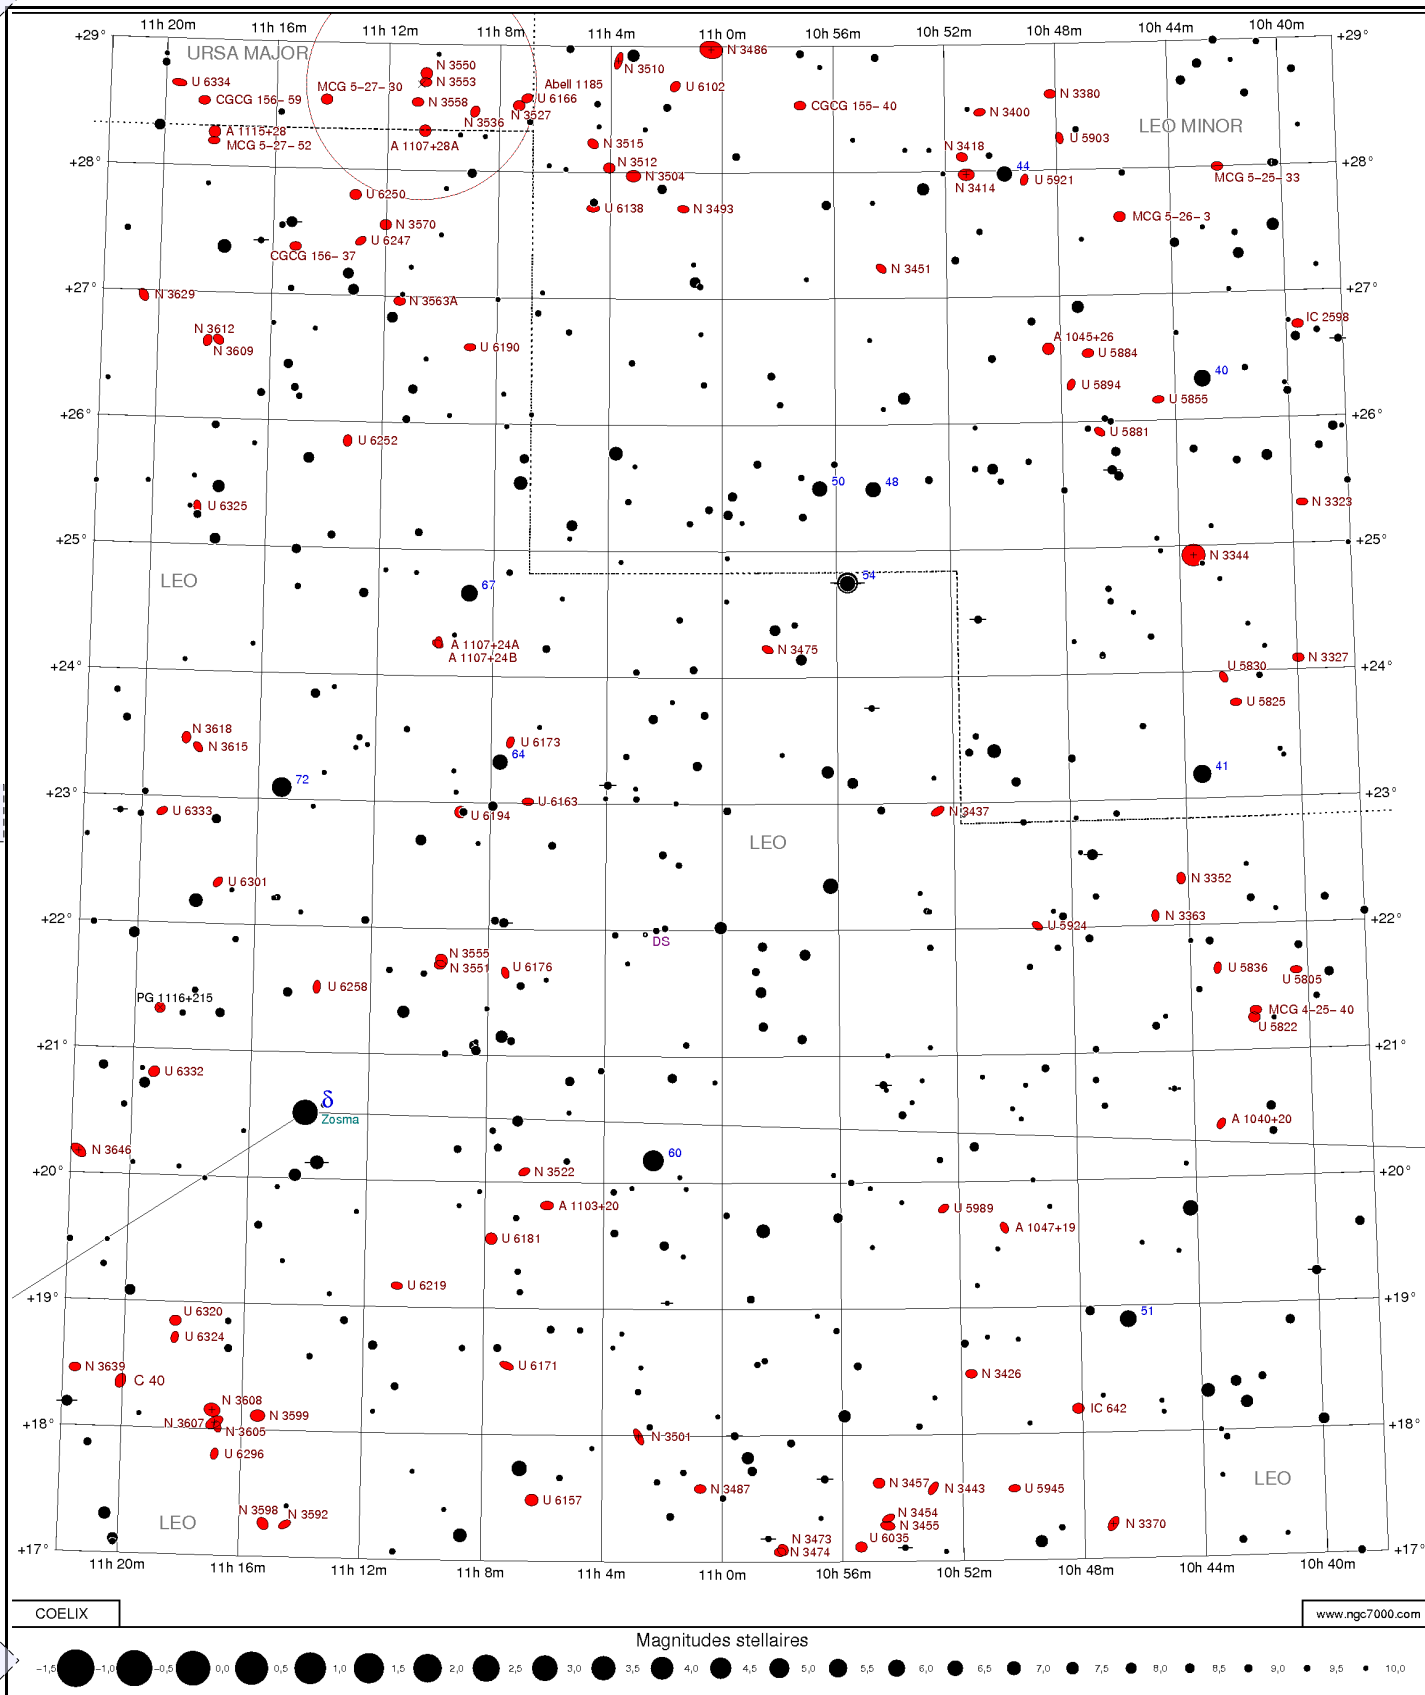 11h 20m 11h 16m 11h 12m 11h 8m 11h 4m 11h 0m 10h 56m 10h 52m 10h 48m 10h 44m 10h 40m
+29° +29°
URSA MAJOR
N 3486
N 3550
N 3510
U 6334
MCG 5-27-30
N 3553
Abell 1185
U 6102
N 3380
CGCG 156-59
N 3558
U 6166
CGCG 155-40
N 3400
N 3536
N 3527
LEO MINOR
A 1115+28
U 5903
MCG 5-27-52
A 1107+28A
N 3515
N 3418
+28° +28°
N 3512
44
N 3504
N 3414
U 5921
MCG 5-25-33
U 6250
U 6138
N 3493
MCG 5-26-3
N 3570
U 6247
CGCG 156-37
N 3451
+27° +27°
N 3629
N 3563A
IC 2598
N 3612
N 3609
U 6190
A 1045+26
U 5884
40
U 5894
U 5855
+26° +26°
U 6252
U 5881
50
48
U 6325
N 3323
+25° +25°
N 3344
LEO
54
67
A 1107+24A
A 1107+24B
N 3475
N 3327
+24° +24°
U 5830
U 5825
N 3618
N 3615
U 6173
64
72
41
+23° +23°
U 6333
U 6163
U 6194
N 3437
LEO
U 6301
N 3352
+22° +22°
N 3363
U 5924
DS
N 3555
N 3551
U 6176
U 5836
U 5805
U 6258
PG 1116+215
MCG 4-25-40
U 5822
+21° +21°
U 6332
δ
Zosma
A 1040+20
N 3646
60
+20° +20°
N 3522
A 1103+20
U 5989
A 1047+19
U 6181
U 6219
+19° +19°
U 6320
51
U 6324
N 3639
U 6171
C 40
N 3426
N 3608
N 3599
IC 642
N 3607
+18° +18°
N 3605
N 3501
U 6296
LEO
N 3487
N 3457
N 3443
U 5945
U 6157
N 3598
N 3592
LEO
N 3454
N 3455
N 3370
N 3473
U 6035
N 3474
+17° +17°
11h 20m 11h 16m 11h 12m 11h 8m 11h 4m 11h 0m 10h 56m 10h 52m 10h 48m 10h 44m 10h 40m
COELIX
www.ngc7000.com
Magnitudes stellaires
-1,5 -1,0 -0,5 0,0 0,5 1,0 1,5 2,0 2,5 3,0 3,5 4,0 4,5 5,0 5,5 6,0 6,5 7,0 7,5 8,0 8,5 9,0 9,5 10,0